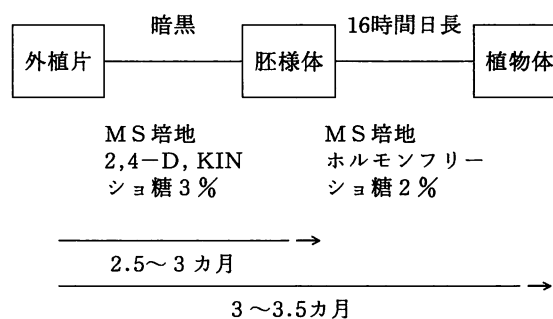 暗黒
16時間日長
外植片
胚様体
植物体
MS培地
2,4-D, KIN
ショ糖3%
MS培地
ホルモンフリー
ショ糖2%
2.5〜3カ月
3〜3.5カ月